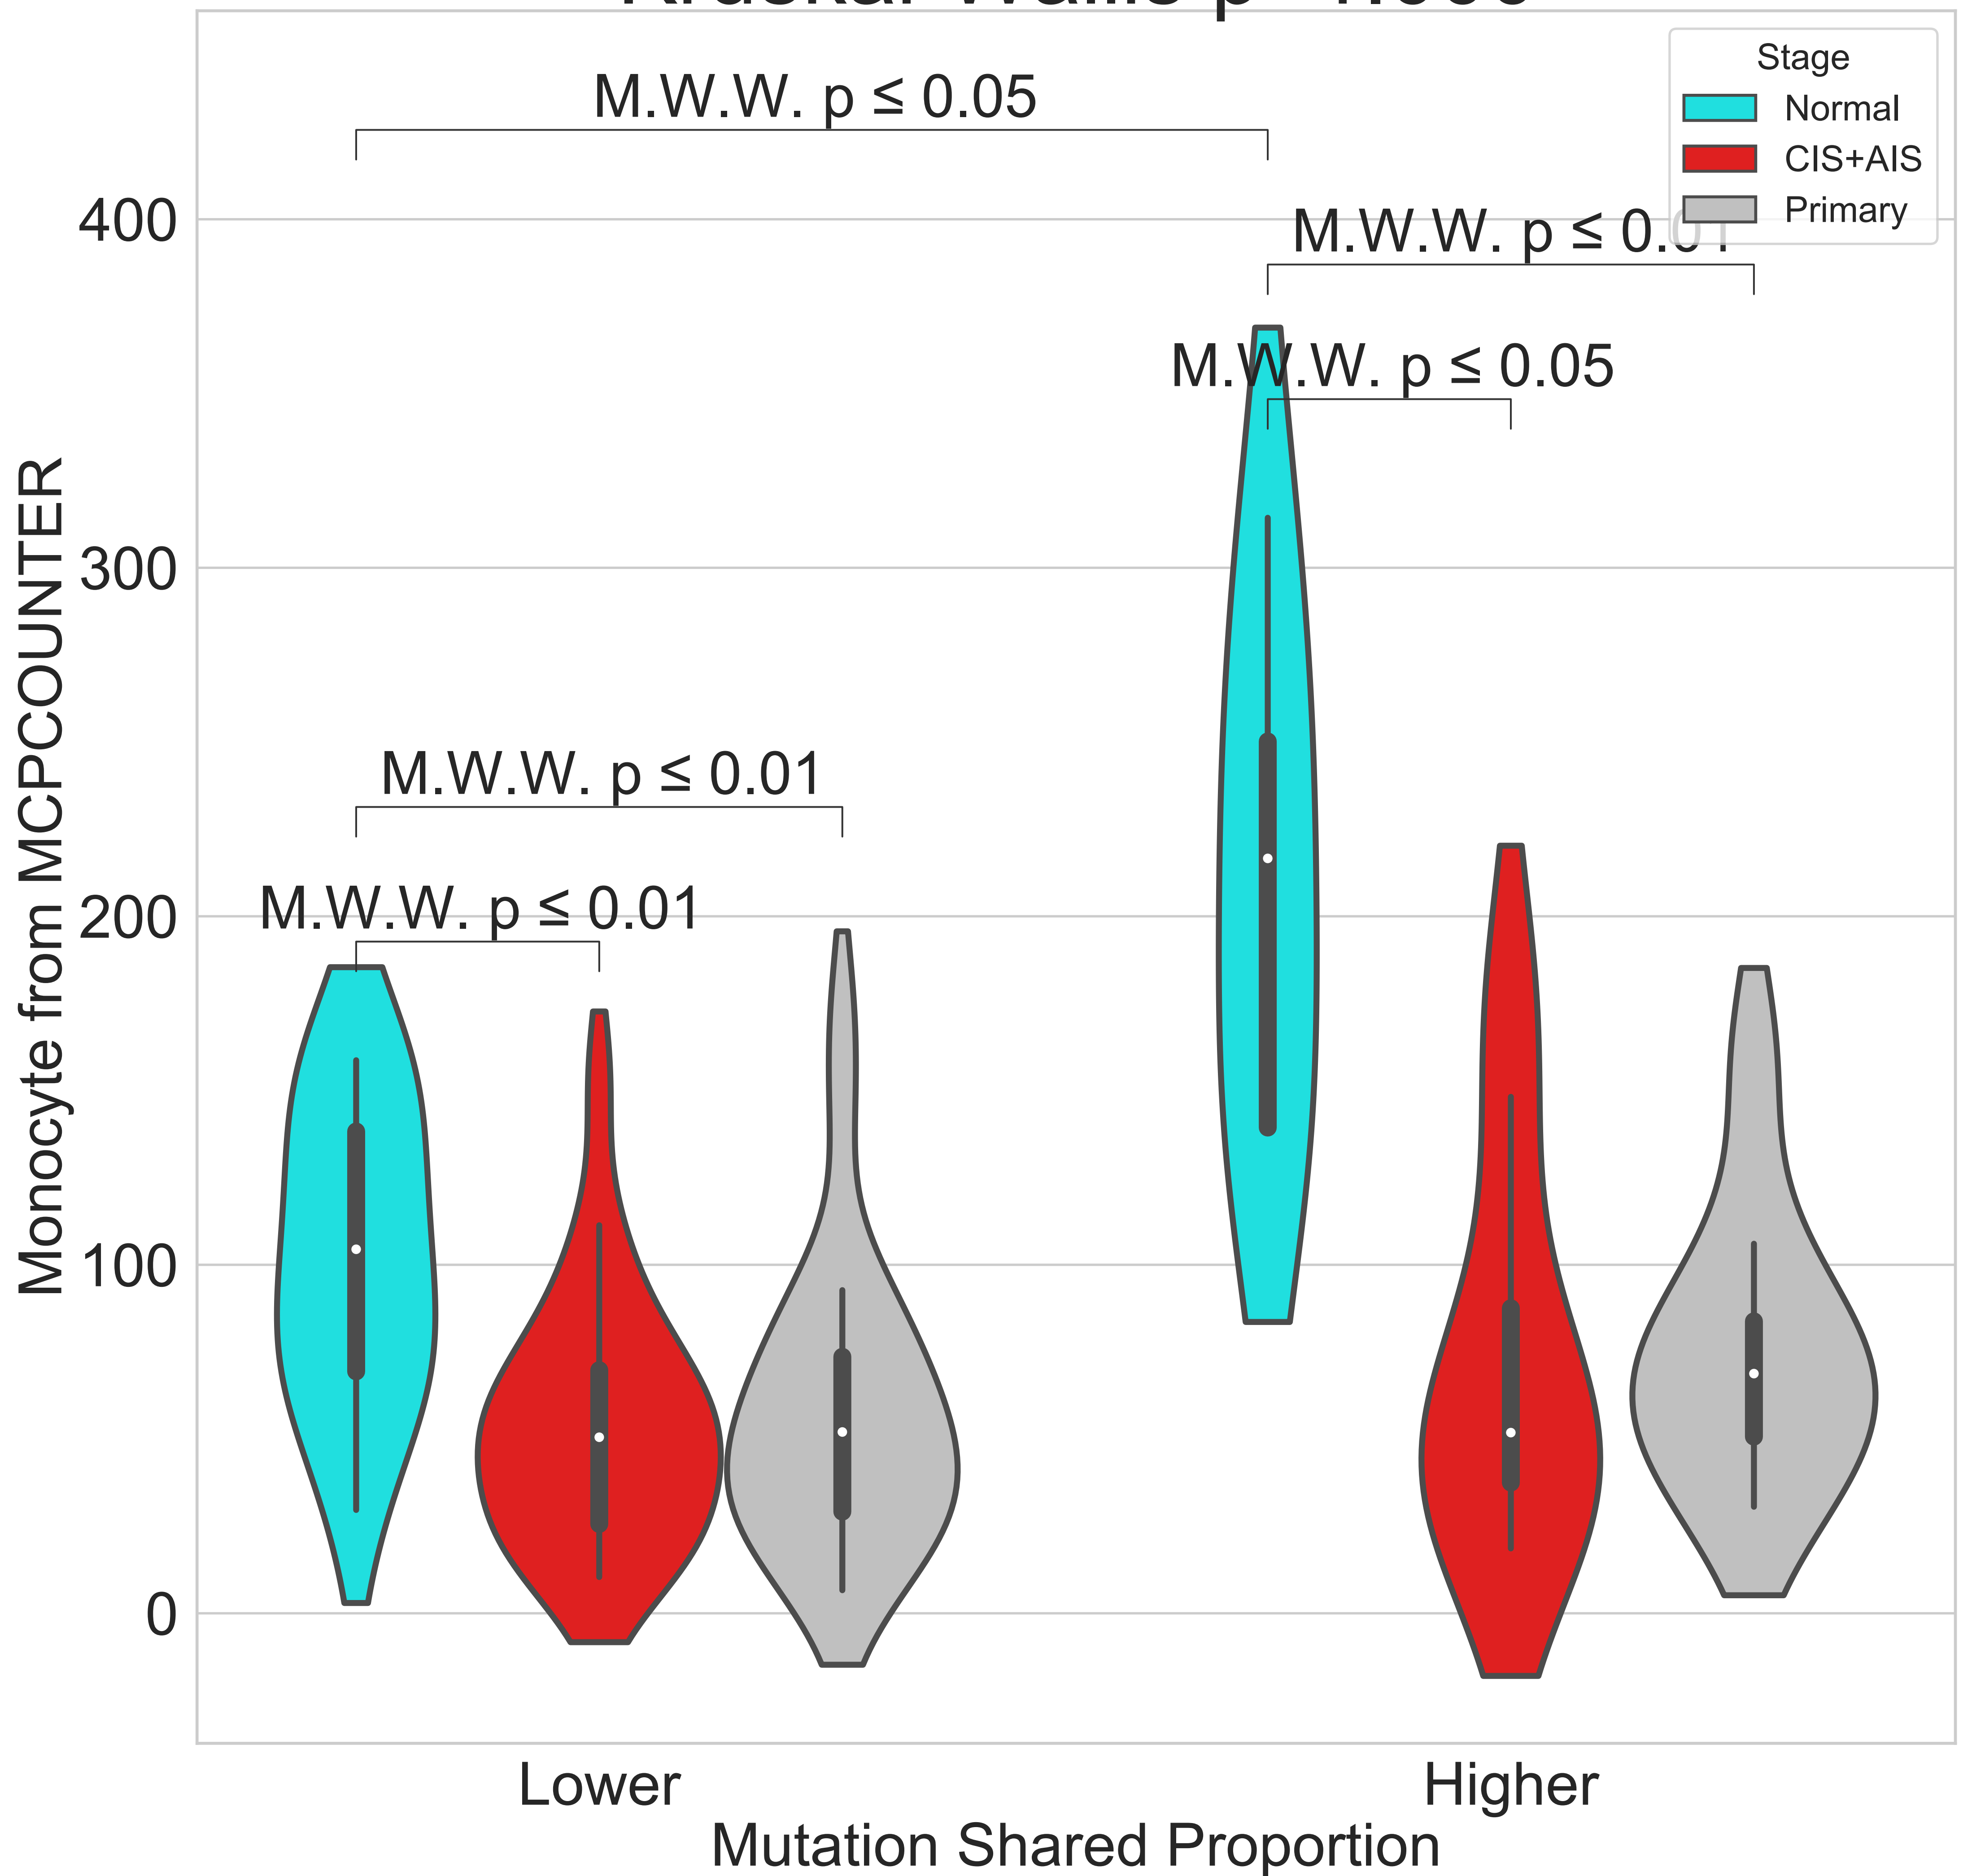 M.W.W. p ≤ 0.05
Stage
Normal
CIS+AIS
Primary
M.W.W. p ≤ 0.01
M.W.W. p ≤ 0.05
M.W.W. p ≤ 0.01
M.W.W. p ≤ 0.01
400
300
200
100
0
Monocyte from MCPCOUNTER
Lower
Higher
Mutation Shared Proportion